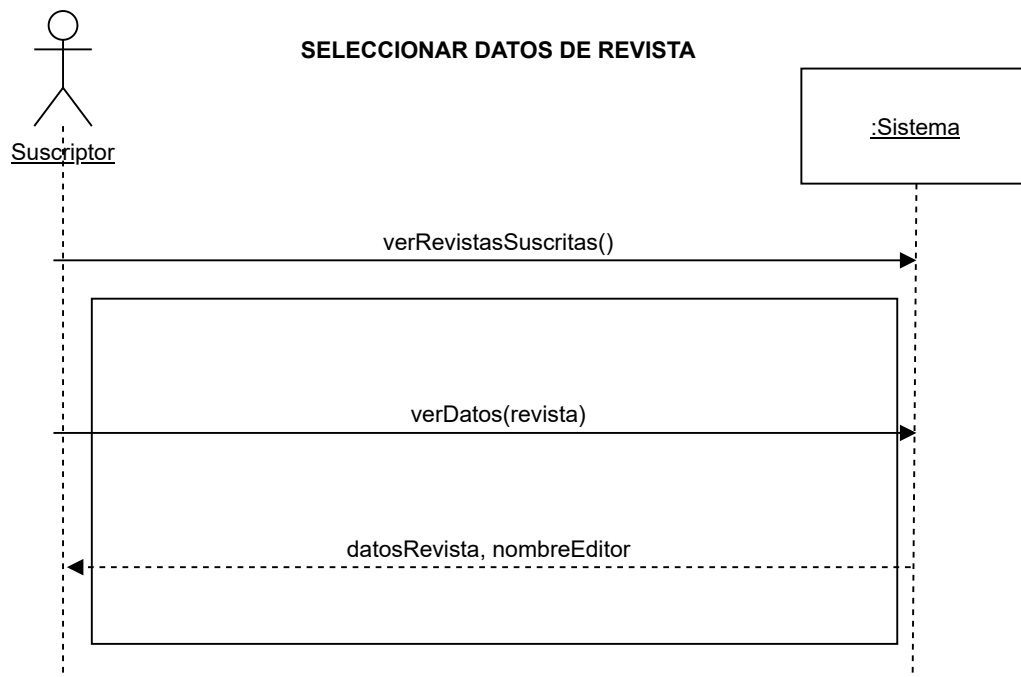 SELECCIONAR DATOS DE REVISTA
:Sistema
Suscriptor
verRevistasSuscritas()
verDatos(revista)
datosRevista, nombreEditor